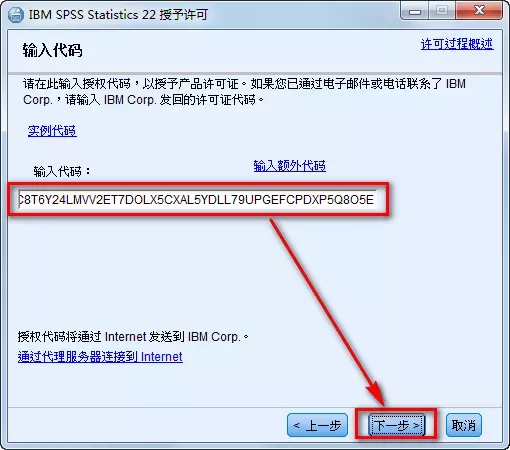 IBM SPSS Statistics 22 授予许可
输入代码
许可过程概述
请在此输入授权代码，以授予产品许可证。如果您已通过电子邮件或电话联系了 IBM
Corp.，请输入 IBM Corp. 发回的许可证代码。
实例代码
输入代码：
输入额外代码
C8T6Y24LMVV2ET7DOLX5CXAL5YDLL79UPGEFCPDXP5Q8O5E
授权代码将通过 Internet 发送到 IBM Corp.。
通过代理服务器连接到 Internet
< 上一步
下一步 >
取消